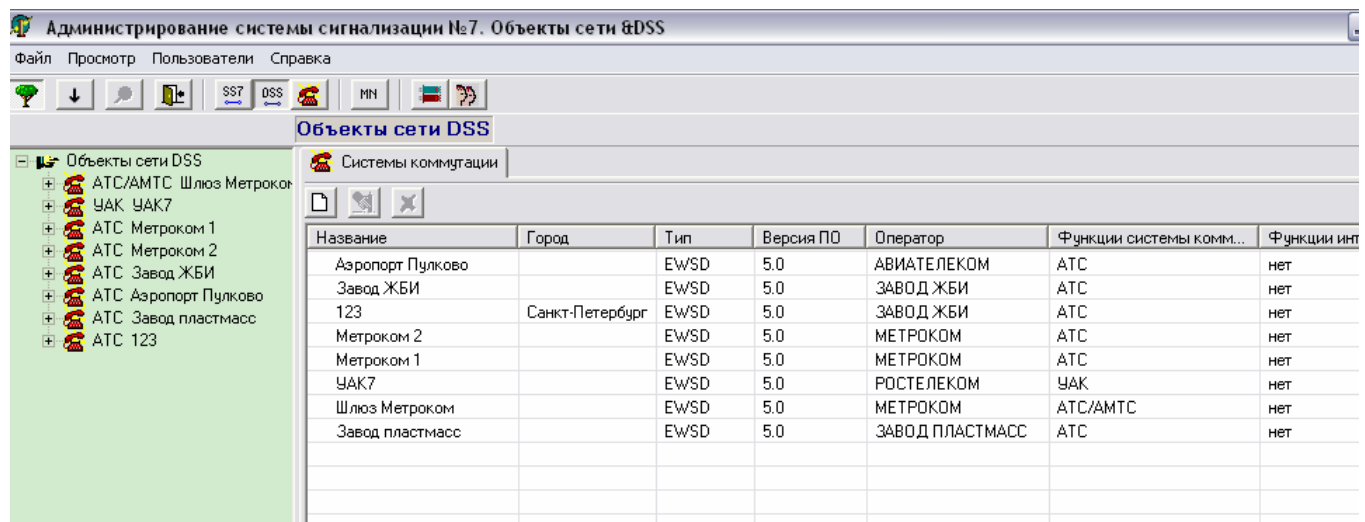 Администрирование системы сигнализации №7. Объекты сети &DSS
Файл Просмотр Пользователи Справка
SS7 DSS MN
Объекты сети DSS
Объекты сети DSS
АТС/АМТС Шлюз Метроком
УАК УАК7
АТС Метроком 1
АТС Метроком 2
АТС Завод ЖБИ
АТС Аэропорт Пулково
АТС Завод пластмасс
АТС 123
Системы коммутации
Название Город Тип Версия ПО Оператор Функции системы комм... Функции инт
Аэропорт Пулково EWSD 5.0 АВИАТЕЛЕКОМ АТС нет
Завод ЖБИ EWSD 5.0 ЗАВОД ЖБИ АТС нет
123 Санкт-Петербург EWSD 5.0 ЗАВОД ЖБИ АТС нет
Метроком 2 EWSD 5.0 МЕТРОКОМ АТС нет
Метроком 1 EWSD 5.0 МЕТРОКОМ АТС нет
УАК7 EWSD 5.0 РОСТЕЛЕКОМ УАК нет
Шлюз Метроком EWSD 5.0 МЕТРОКОМ АТС/АМТС нет
Завод пластмасс EWSD 5.0 ЗАВОД ПЛАСТМАСС АТС нет